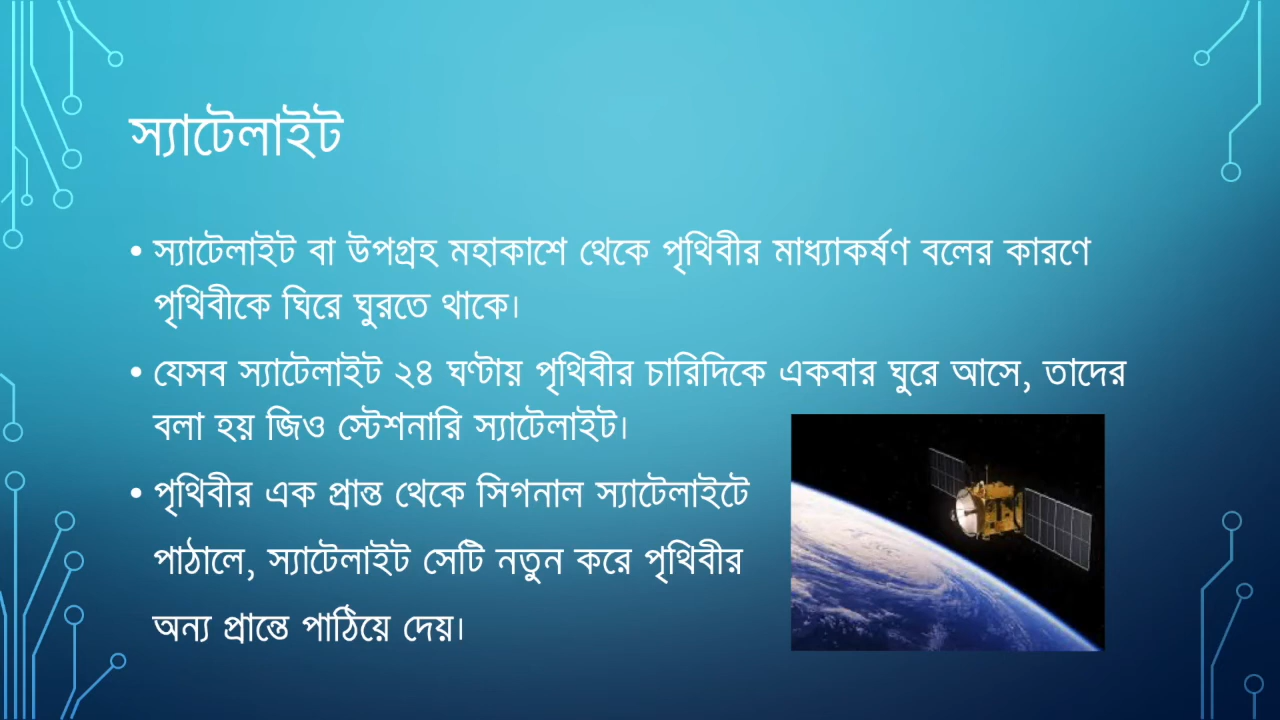 স্যাটেলাইট
• স্যাটেলাইট বা উপগ্রহ মহাকাশে থেকে পৃথিবীর মাধ্যাকর্ষণ বলের কারণে
পৃথিবীকে ঘিরে ঘুরতে থাকে।
• যেসব স্যাটেলাইট ২৪ ঘণ্টায় পৃথিবীর চারিদিকে একবার ঘুরে আসে, তাদের
বলা হয় জিও স্টেশনারি স্যাটেলাইট।
• পৃথিবীর এক প্রান্ত থেকে সিগনাল স্যাটেলাইটে
পাঠালে, স্যাটেলাইট সেটি নতুন করে পৃথিবীর
অন্য প্রান্তে পাঠিয়ে দেয়।